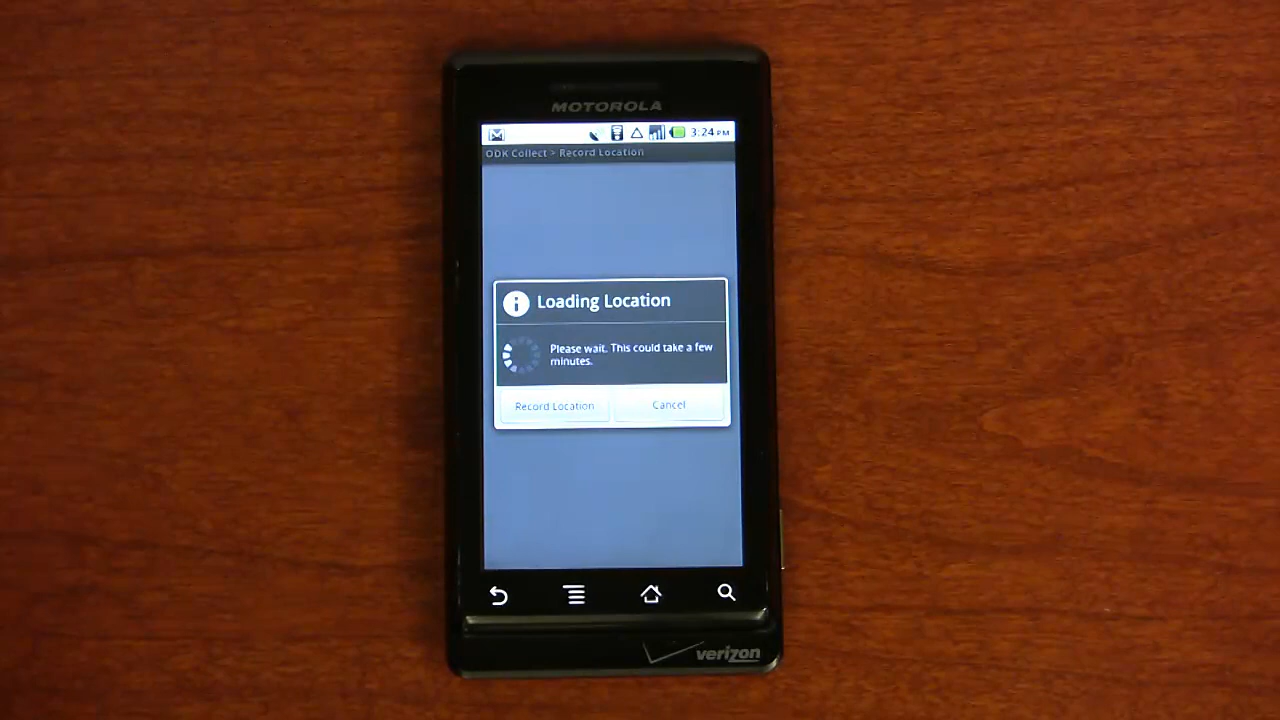 MOTOROLA
3:24 PM
ODK Collect > Record Location
Loading Location
Please wait. This could take a few
minutes.
Record Location
Cancel
verizon